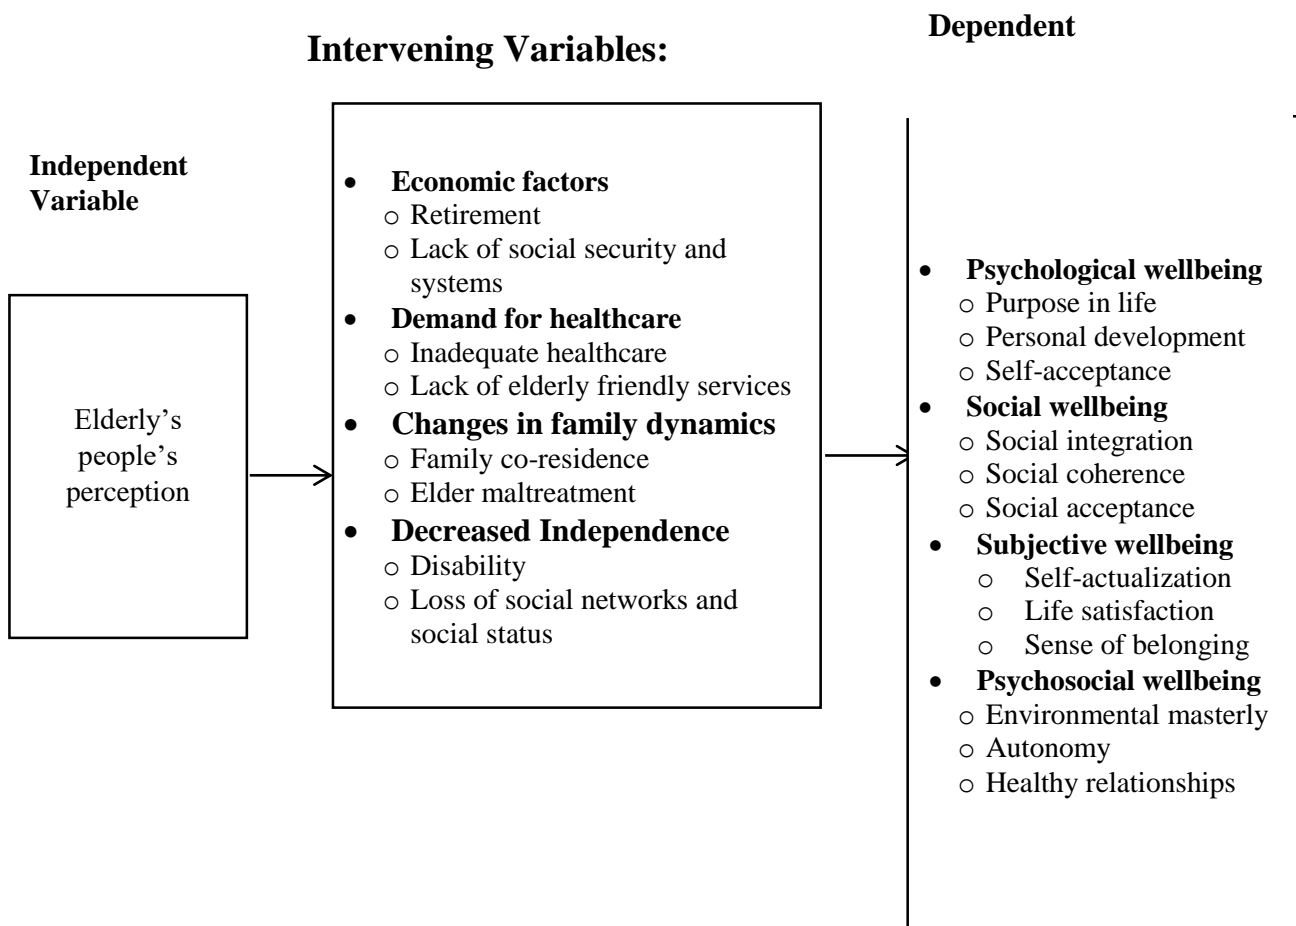 Intervening Variables:
Dependent
Independent
Variable
Elderly’s
people’s
perception
• Economic factors
o Retirement
o Lack of social security and
systems
• Demand for healthcare
o Inadequate healthcare
o Lack of elderly friendly services
• Changes in family dynamics
o Family co-residence
o Elder maltreatment
• Decreased Independence
o Disability
o Loss of social networks and
social status
• Psychological wellbeing
o Purpose in life
o Personal development
o Self-acceptance
• Social wellbeing
o Social integration
o Social coherence
o Social acceptance
• Subjective wellbeing
o Self-actualization
o Life satisfaction
o Sense of belonging
• Psychosocial wellbeing
o Environmental masterly
o Autonomy
o Healthy relationships